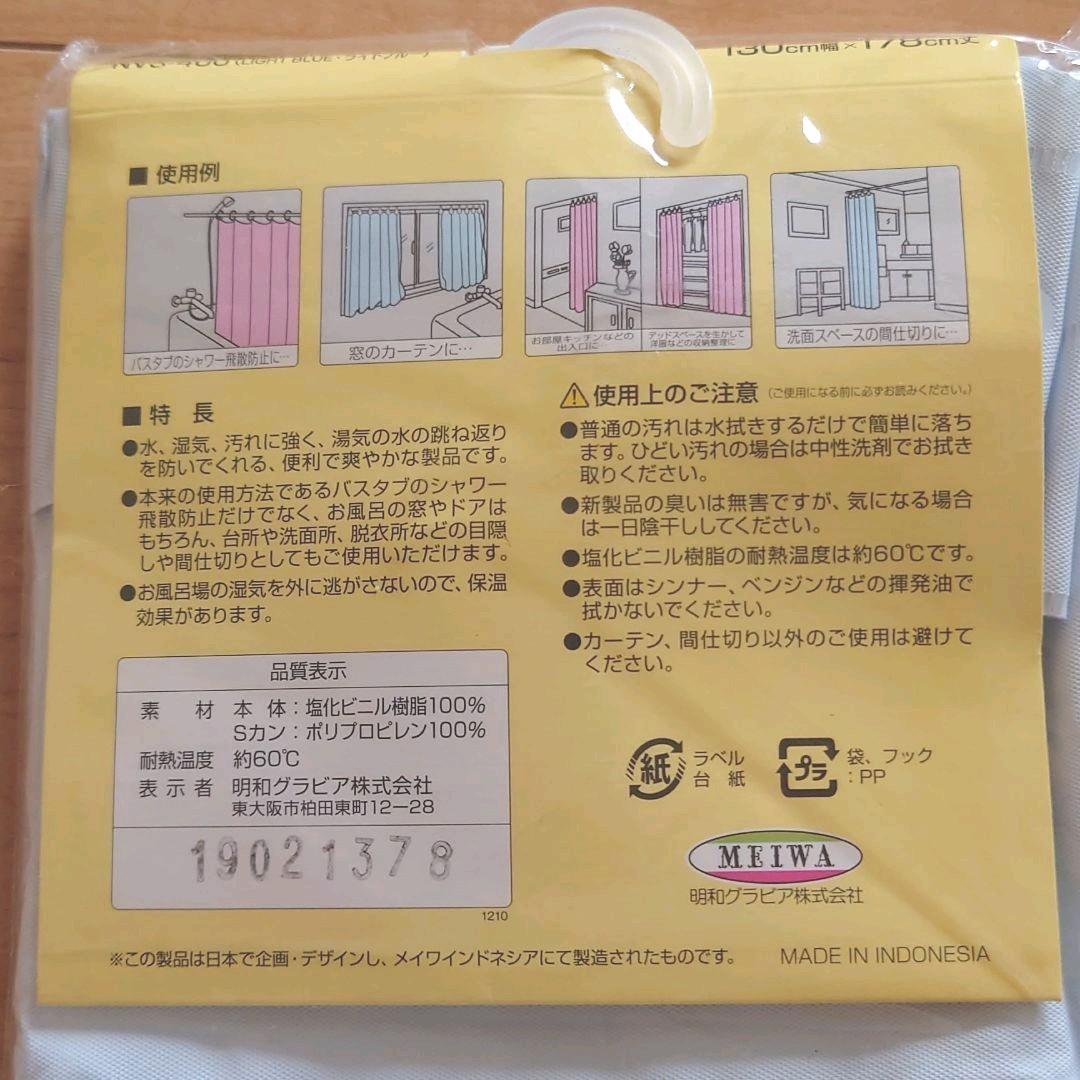 (LIGHT BLUE・ライトブルー)
130cm幅×178cm丈
■ 使用例
バスタブのシャワー飛散防止に…
窓のカーテンに…
お部屋キッチンなどの
出入口に…
デッドスペースを生かして
洋服などの収納整理に
洗面スペースの間仕切りに…
■ 特 長
●水、湿気、汚れに強く、湯気の水の跳ね返り
を防いでくれる、便利で爽やかな製品です。
●本来の使用方法であるバスタブのシャワー
飛散防止だけでなく、お風呂の窓やドアは
もちろん、台所や洗面所、脱衣所などの目隠
しや間仕切りとしてもご使用いただけます。
●お風呂場の湿気を外に逃がさないので、保温
効果があります。
⚠使用上のご注意(ご使用になる前に必ずお読みください。)
●普通の汚れは水拭きするだけで簡単に落ち
ます。ひどい汚れの場合は中性洗剤でお拭き
取りください。
●新製品の臭いは無害ですが、気になる場合
は一日陰干ししてください。
●塩化ビニル樹脂の耐熱温度は約60℃です。
●表面はシンナー、ベンジンなどの揮発油で
拭かないでください。
●カーテン、間仕切り以外のご使用は避けて
ください。
品質表示
素 材 本 体:塩化ビニル樹脂100%
Sカン:ポリプロピレン100%
耐熱温度 約60℃
表示者 明和グラビア株式会社
東大阪市柏田東町12−28
19021378
1210
紙 ラベル
台 紙
プラ 袋、フック
:PP
MEIWA
明和グラビア株式会社
※この製品は日本で企画・デザインし、メイワインドネシアにて製造されたものです。
MADE IN INDONESIA